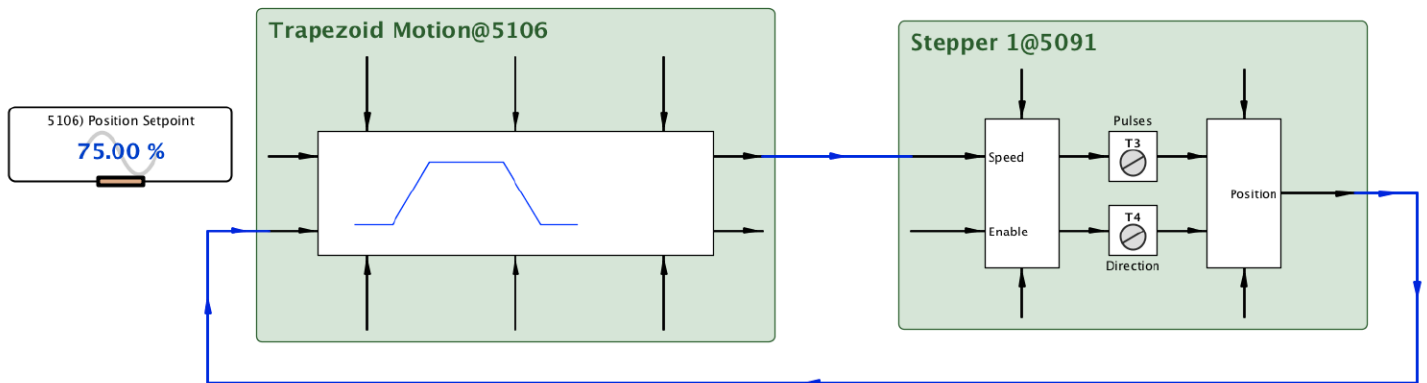 Trapezoid Motion@5106
Stepper 1@5091
5106) Position Setpoint
75.00 %
Pulses
T3
Speed
Position
T4
Enable
Direction